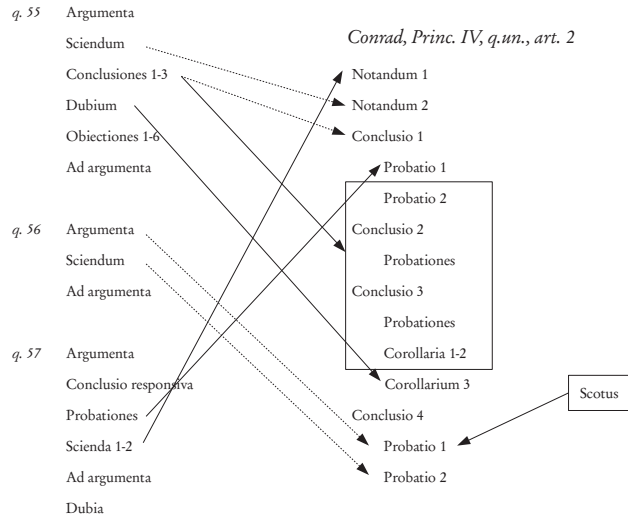 q. 55 Argumenta
Sciendum
Conclusiones 1-3
Dubium
Obiectiones 1-6
Ad argumenta
q. 56 Argumenta
Sciendum
Ad argumenta
q. 57 Argumenta
Conclusio responsiva
Probationes
Scienda 1-2
Ad argumenta
Dubia
Conrad, Princ. IV, q.un., art. 2
Notandum 1
Notandum 2
Conclusio 1
Probatio 1
Probatio 2
Conclusio 2
Probationes
Conclusio 3
Probationes
Corollaria 1-2
Corollarium 3
Conclusio 4
Probatio 1
Probatio 2
Scotus